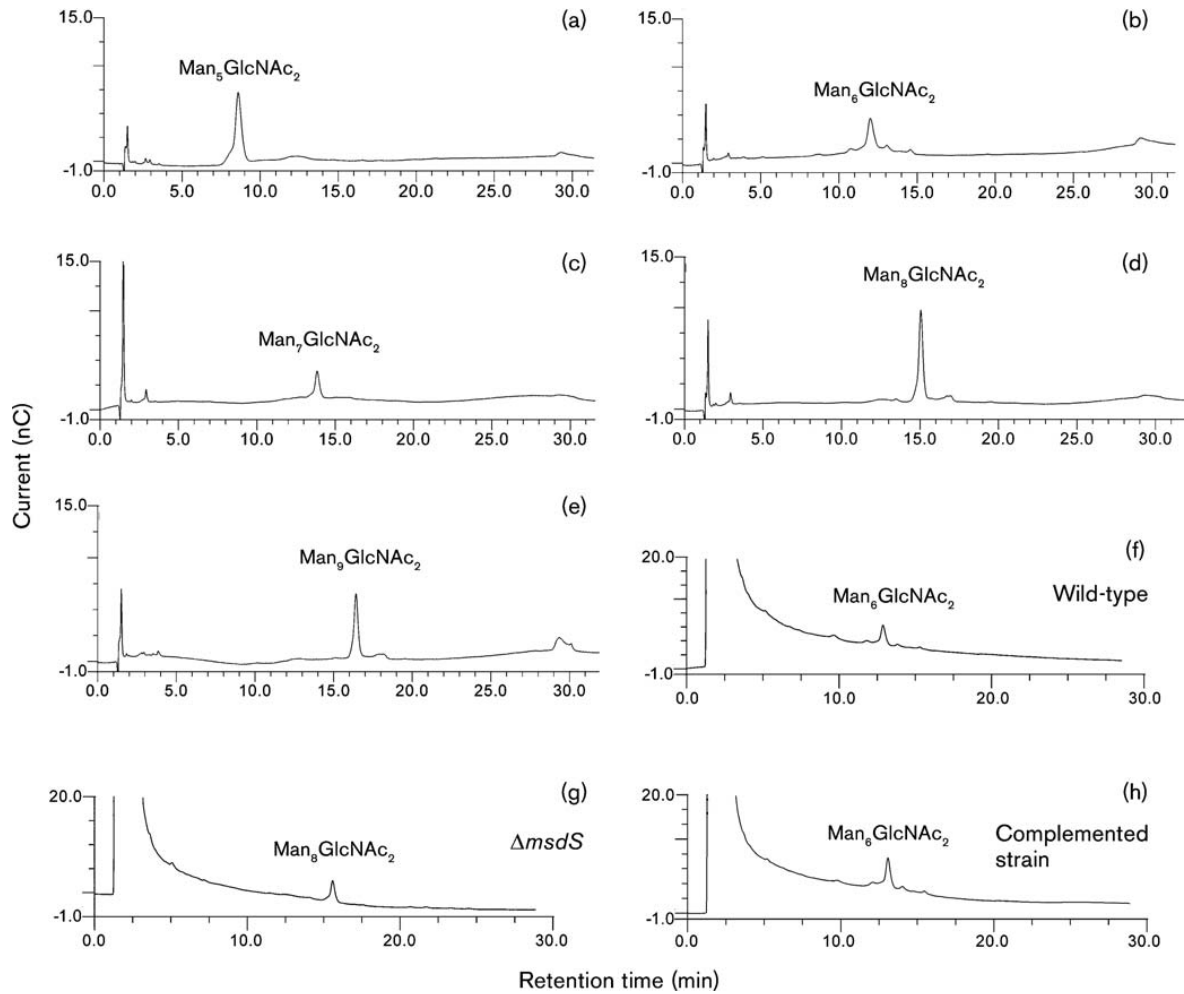 (a)
15.0
Man₅GlcNAc₂
-1.0
0.0 5.0 10.0 15.0 20.0 25.0 30.0
(b)
15.0
Man₆GlcNAc₂
-1.0
0.0 5.0 10.0 15.0 20.0 25.0 30.0
(c)
15.0
Man₇GlcNAc₂
-1.0
0.0 5.0 10.0 15.0 20.0 25.0 30.0
(d)
15.0
Man₈GlcNAc₂
-1.0
0.0 5.0 10.0 15.0 20.0 25.0 30.0
(e)
15.0
Man₉GlcNAc₂
-1.0
0.0 5.0 10.0 15.0 20.0 25.0 30.0
(f)
20.0
Wild-type
Man₆GlcNAc₂
-1.0
0.0 10.0 20.0 30.0
(g)
20.0
ΔmsdS
Man₈GlcNAc₂
-1.0
0.0 10.0 20.0 30.0
(h)
20.0
Complemented
strain
Man₆GlcNAc₂
-1.0
0.0 10.0 20.0 30.0
Current (nC)
Retention time (min)